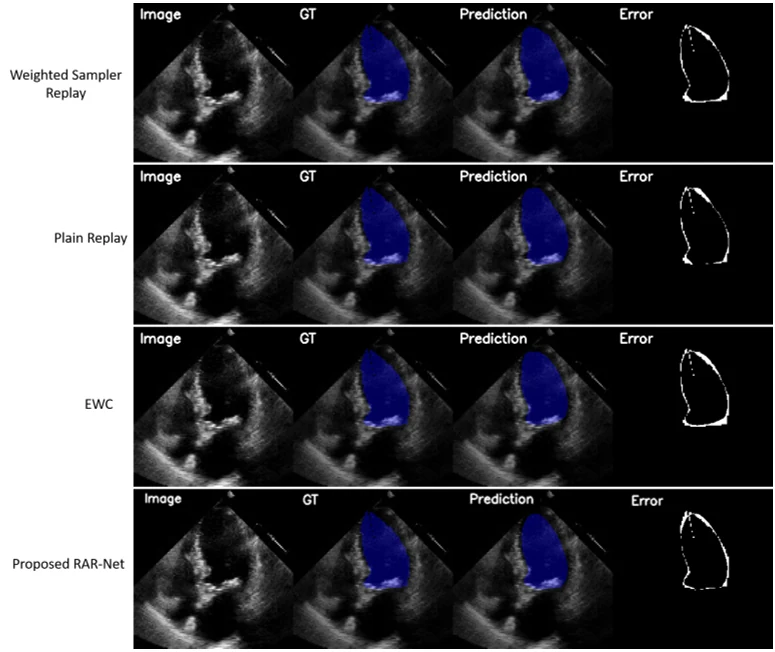 Image GT Prediction Error
Weighted Sampler
Replay
Image GT Prediction Error
Plain Replay
Image GT Prediction Error
EWC
Image GT Prediction Error
Proposed RAR-Net